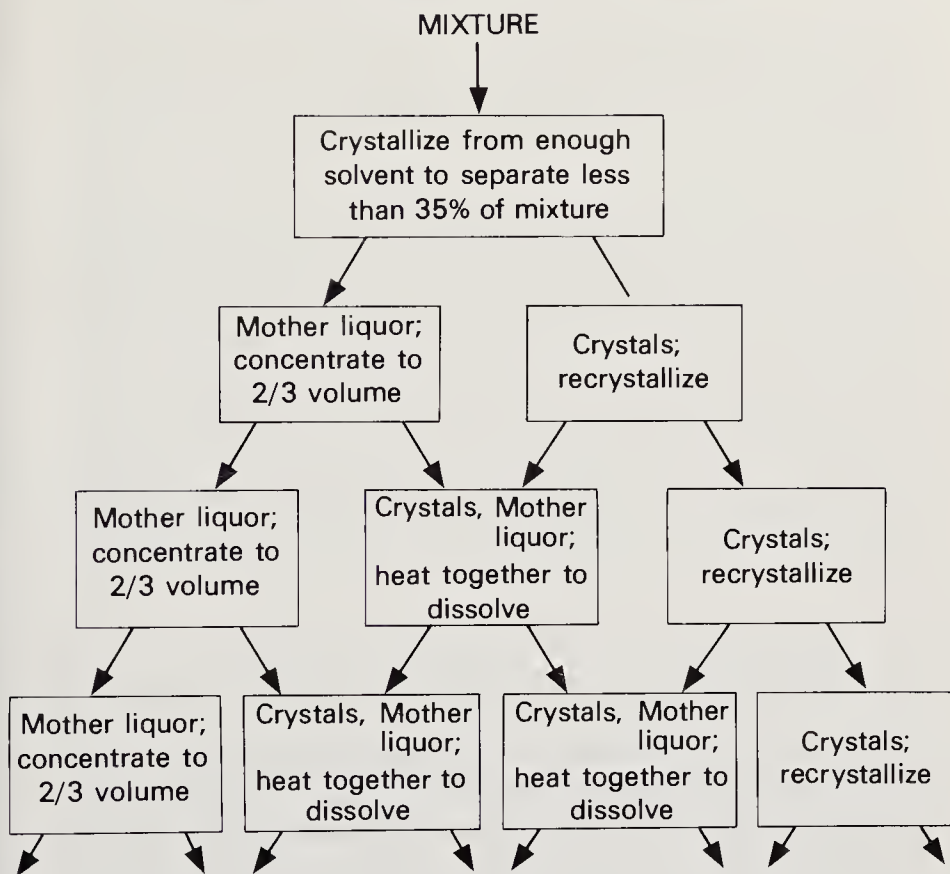 MIXTURE
Crystallize from enough
solvent to separate less
than 35% of mixture
Mother liquor;
concentrate to
2/3 volume
Crystals;
recrystallize
Mother liquor;
concentrate to
2/3 volume
Crystals, Mother
liquor;
heat together to
dissolve
Crystals;
recrystallize
Mother liquor;
concentrate to
2/3 volume
Crystals, Mother
liquor;
heat together to
dissolve
Crystals, Mother
liquor;
heat together to
dissolve
Crystals;
recrystallize